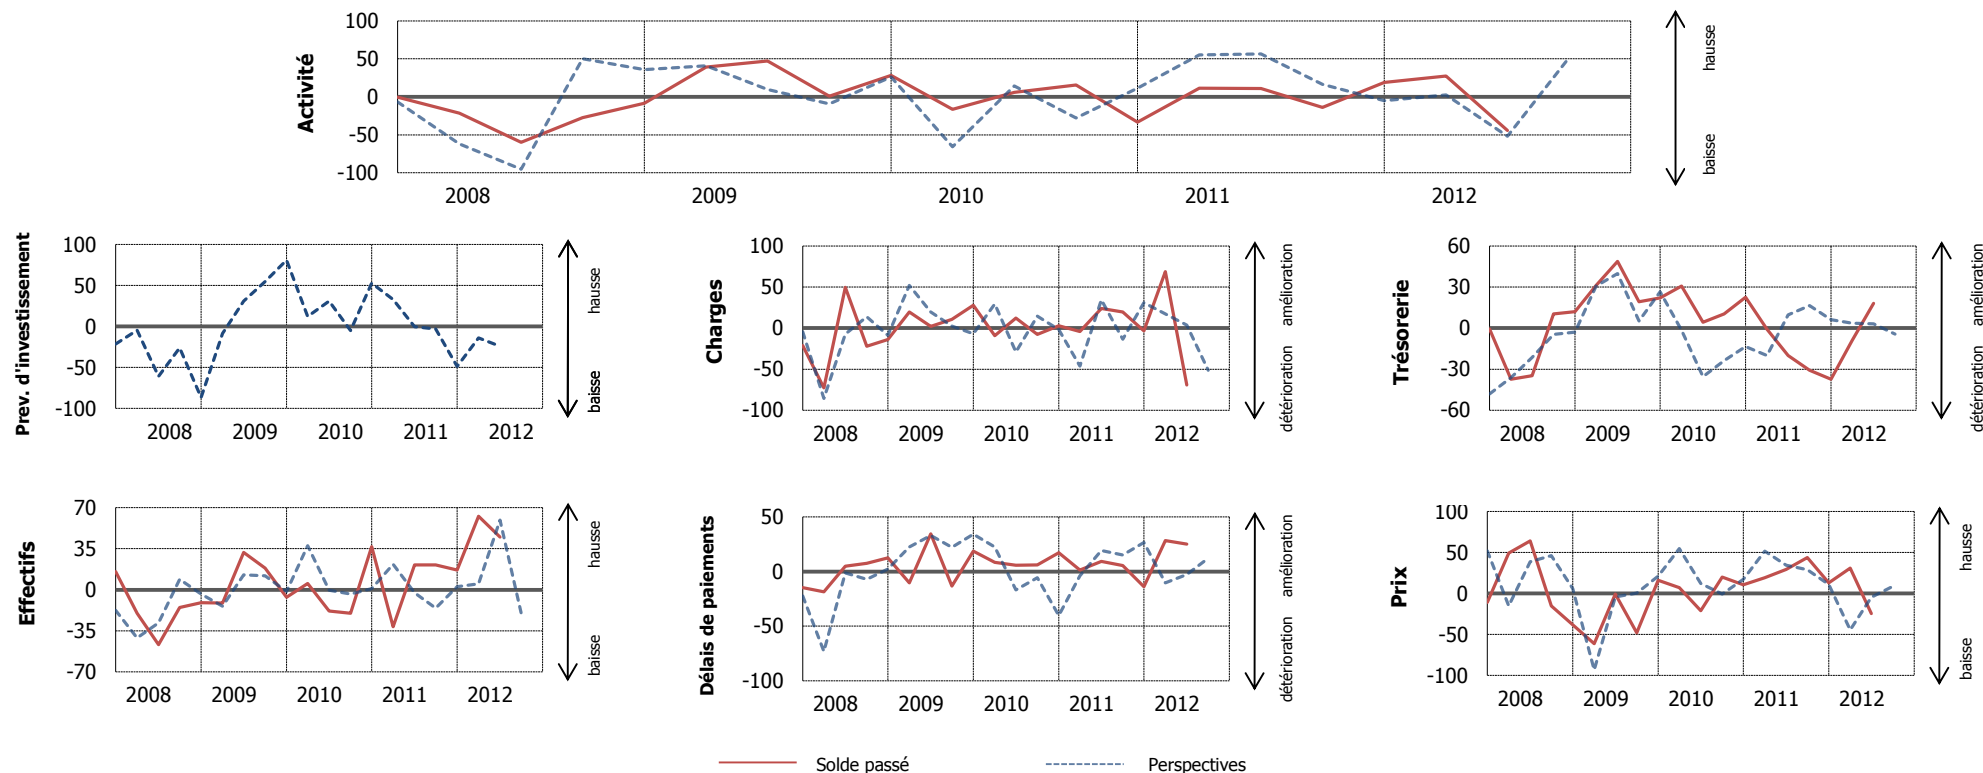 Activité
100
50
0
-50
-100
2008 2009 2010 2011 2012
hausse
baisse
Prev. d'investissement
100
50
0
-50
-100
2008 2009 2010 2011 2012
hausse
baisse
Charges
100
50
0
-50
-100
2008 2009 2010 2011 2012
amélioration
détérioration
Trésorerie
60
30
0
-30
-60
2008 2009 2010 2011 2012
amélioration
détérioration
Effectifs
70
35
0
-35
-70
2008 2009 2010 2011 2012
hausse
baisse
Délais de paiements
50
0
-50
-100
2008 2009 2010 2011 2012
amélioration
détérioration
Prix
100
50
0
-50
-100
2008 2009 2010 2011 2012
hausse
baisse
Solde passé Perspectives